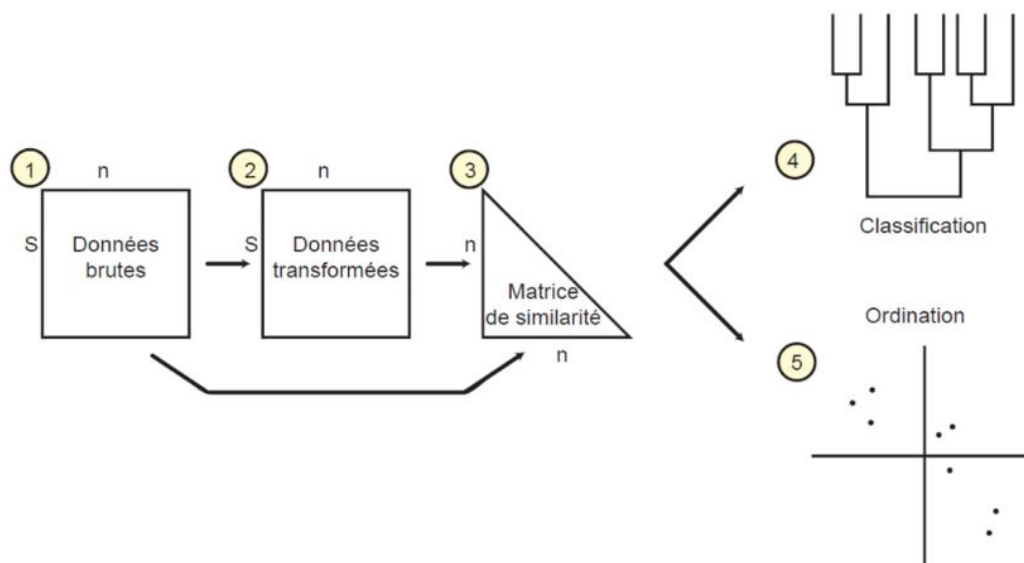 1
n
S
Données
brutes
2
n
S
Données
transformées
3
n
Matrice
de similarité
n
4
Classification
Ordination
5